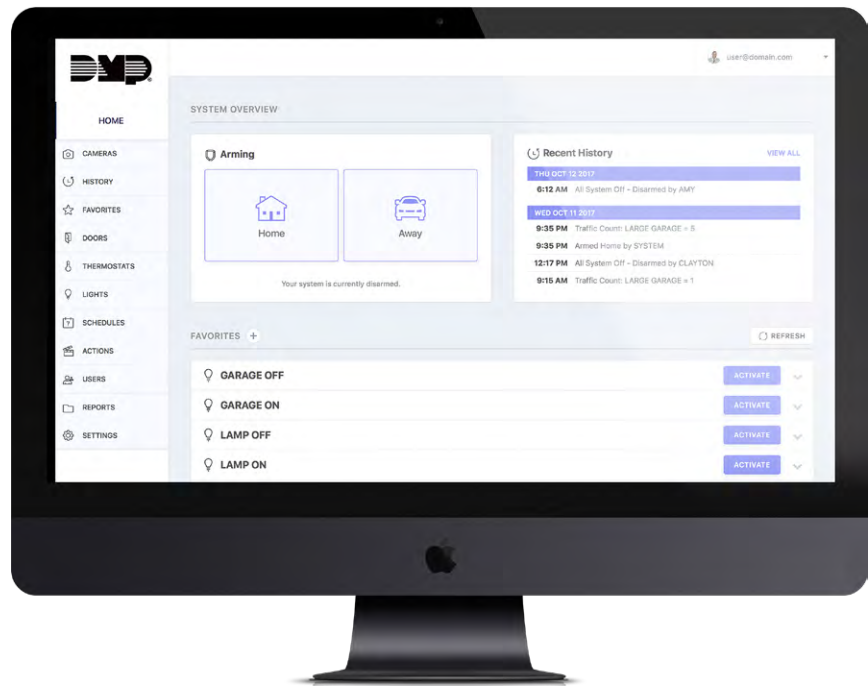 DMP
user@domain.com
HOME
CAMERAS
HISTORY
FAVORITES
DOORS
THERMOSTATS
LIGHTS
SCHEDULES
ACTIONS
USERS
REPORTS
SETTINGS
SYSTEM OVERVIEW
Arming
Home
Away
Your system is currently disarmed.
Recent History
VIEW ALL
THU OCT 12 2017
6:12 AM All System Off - Disarmed by AMY
WED OCT 11 2017
9:35 PM Traffic Count: LARGE GARAGE = 5
9:35 PM Armed Home by SYSTEM
12:17 PM All System Off - Disarmed by CLAYTON
9:15 AM Traffic Count: LARGE GARAGE = 1
FAVORITES +
REFRESH
GARAGE OFF ACTIVATE
GARAGE ON ACTIVATE
LAMP OFF ACTIVATE
LAMP ON ACTIVATE